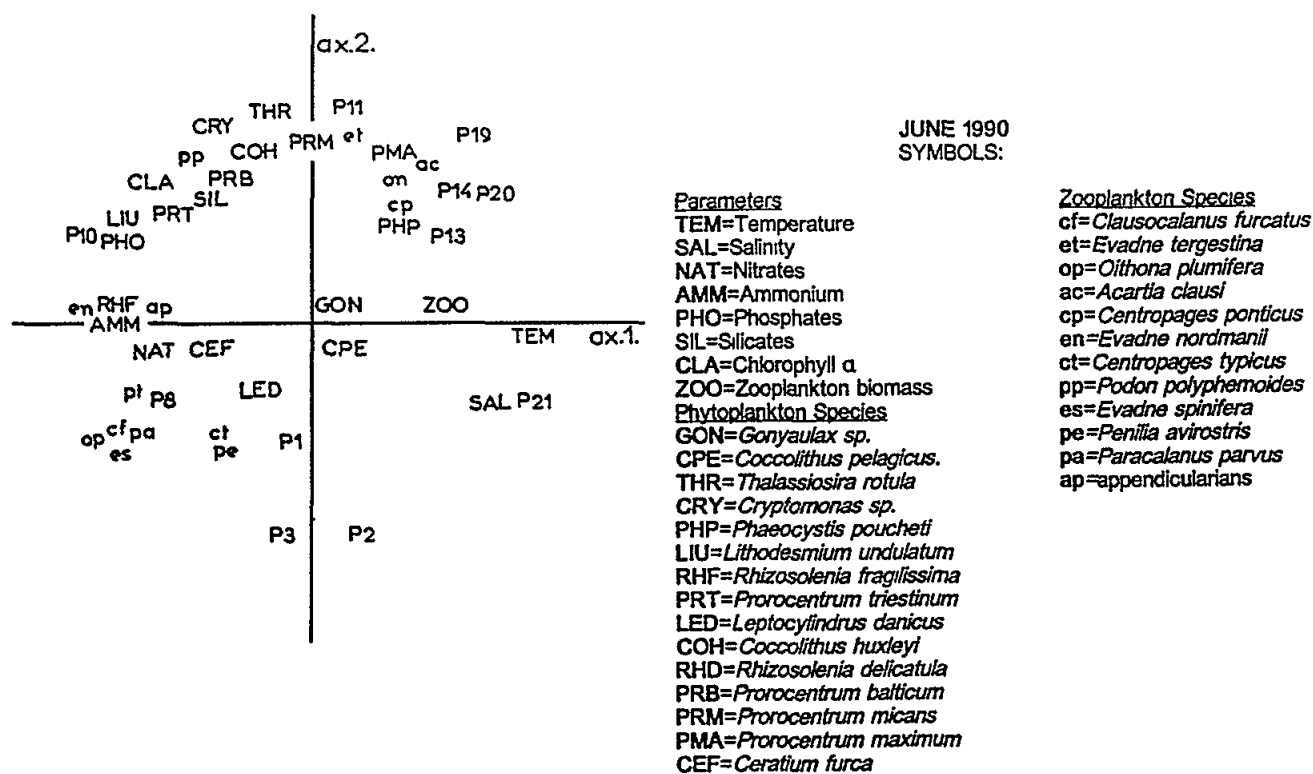 ax.2.
THR P11
CRY PRM et P19
pp COH PMA ac
CLA PRB on P14 P20
SIL cp
LIU PRT PHP P13
P10 PHO
en RHF ap GON ZOO
AMM TEM ax.1.
NAT CEF CPE
pt P8 LED SAL P21
op cf pa ct P1
es pe
P3 P2
JUNE 1990
SYMBOLS:
Parameters
TEM=Temperature
SAL=Salinity
NAT=Nitrates
AMM=Ammonium
PHO=Phosphates
SIL=Silicates
CLA=Chlorophyll a
ZOO=Zooplankton biomass
Phytoplankton Species
GON=Gonyaulax sp.
CPE=Coccolithus pelagicus.
THR=Thalassiosira rotula
CRY=Cryptomonas sp.
PHP=Phaeocystis poucheti
LIU=Lithodesmium undulatum
RHF=Rhizosolenia fragilissima
PRT=Prorocentrum triestinum
LED=Leptocylindrus danicus
COH=Coccolithus huxleyi
RHD=Rhizosolenia delicatula
PRB=Prorocentrum balticum
PRM=Prorocentrum micans
PMA=Prorocentrum maximum
CEF=Ceratium furca
Zooplankton Species
cf=Clausocalanus furcatus
et=Evadne tergestina
op=Oithona plumifera
ac=Acartia clausi
cp=Centropages ponticus
en=Evadne nordmanii
ct=Centropages typicus
pp=Podon polyphemoides
es=Evadne spinifera
pe=Penilia avirostris
pa=Paracalanus parvus
ap=appendicularians